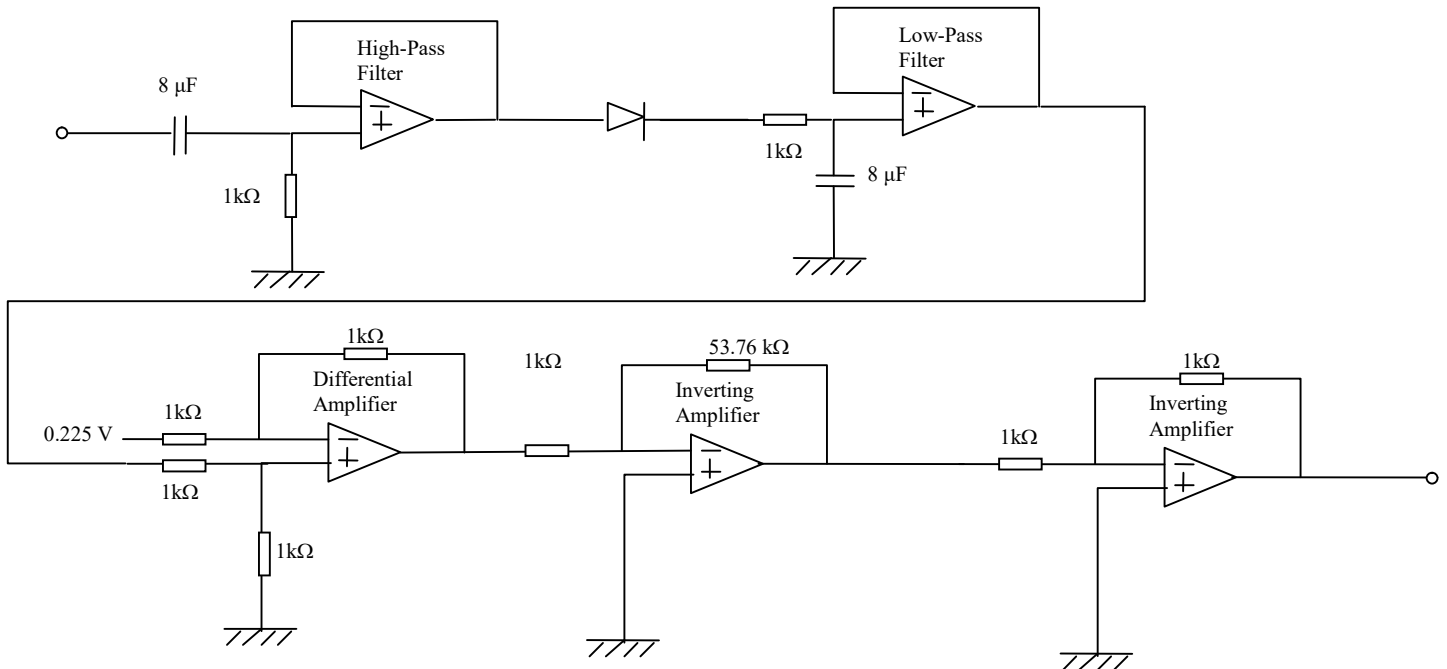 High-Pass
Filter
Low-Pass
Filter
8 μF
1kΩ
1kΩ
8 μF
1kΩ
Differential
Amplifier
1kΩ
0.225 V
1kΩ
1kΩ
1kΩ
53.76 kΩ
Inverting
Amplifier
1kΩ
Inverting
Amplifier
1kΩ